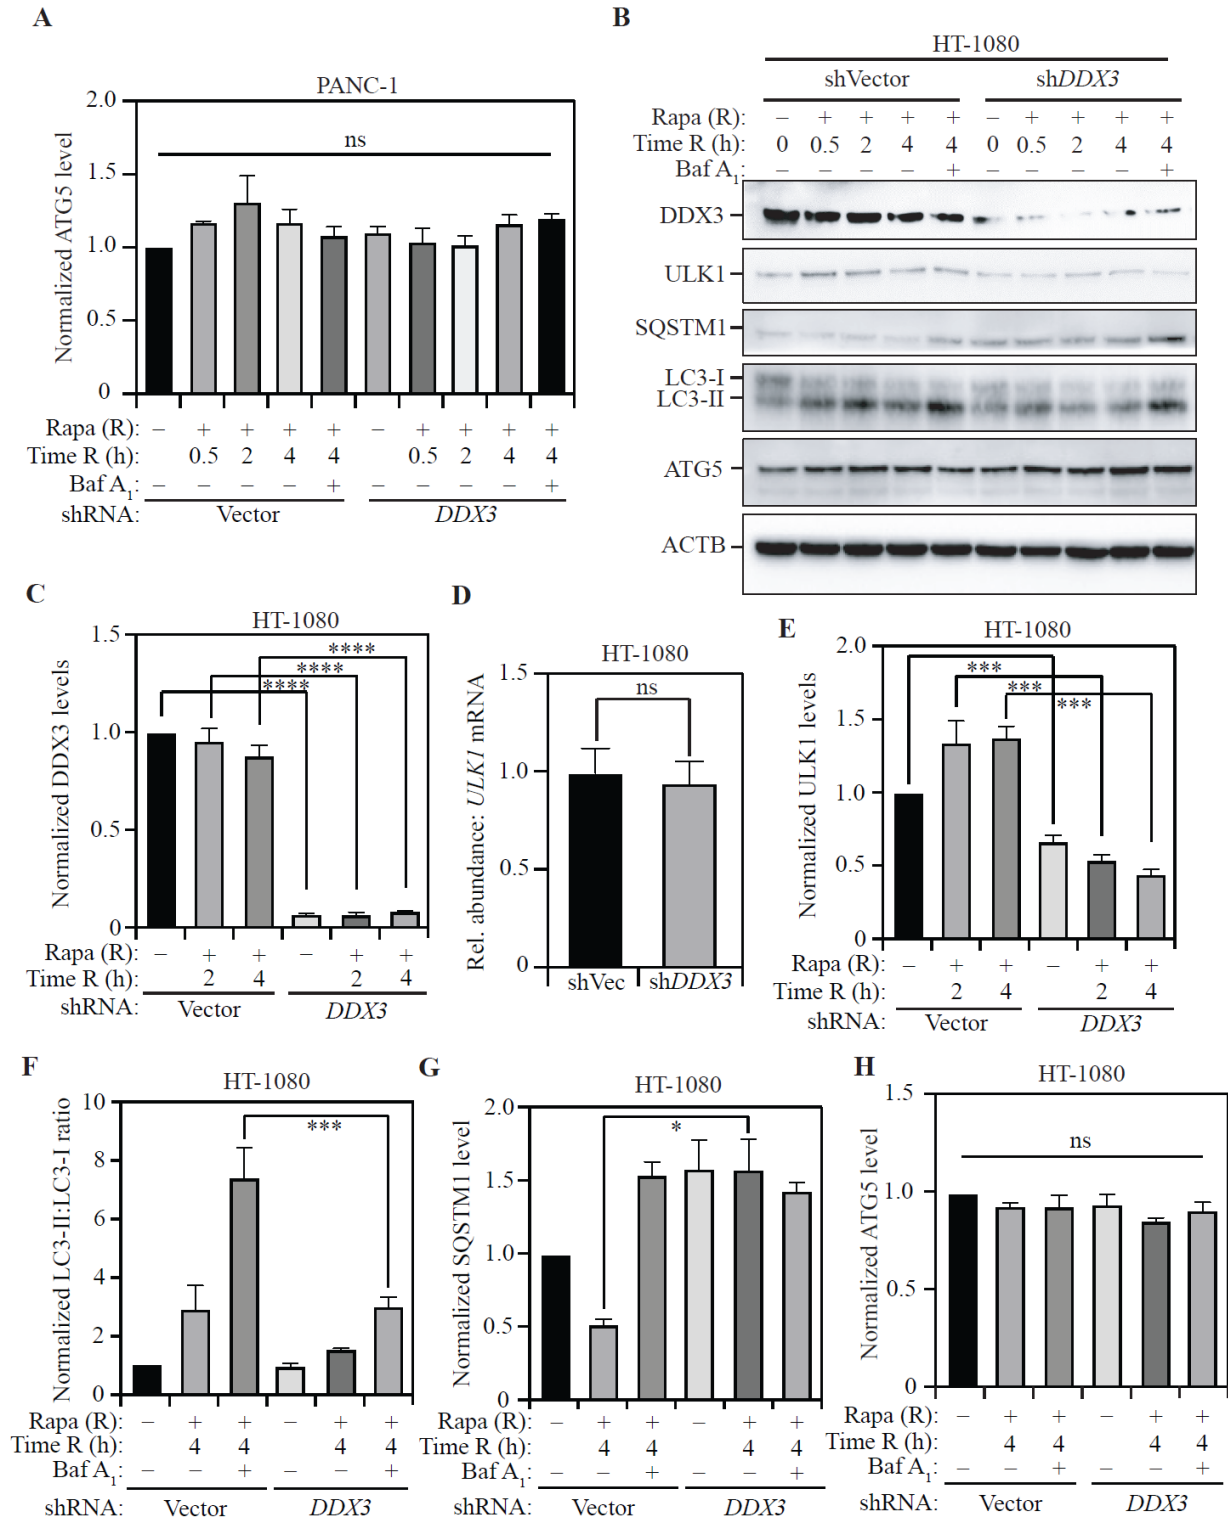 A
PANC-1
Normalized ATG5 level
2.0
1.5
1.0
0.5
0
ns
Rapa (R): – + + + + – + + + +
Time R (h): 0.5 2 4 4 0.5 2 4 4
Baf A1: – – – – + – – – – +
shRNA: Vector DDX3
B
HT-1080
shVector shDDX3
Rapa (R): – + + + + – + + + +
Time R (h): 0 0.5 2 4 4 0 0.5 2 4 4
Baf A1: – – – – + – – – – +
DDX3
ULK1
SQSTM1
LC3-I
LC3-II
ATG5
ACTB
C
HT-1080
Normalized DDX3 levels
1.5
1.0
0.5
0
****
****
****
Rapa (R): – + + – + +
Time R (h): 2 4 2 4
shRNA: Vector DDX3
D
HT-1080
Rel. abundance: ULK1 mRNA
1.5
1.0
0.5
0
ns
shVec shDDX3
E
HT-1080
Normalized ULK1 levels
2.0
1.5
1.0
0.5
0
***
***
***
Rapa (R): – + + – + +
Time R (h): 2 4 2 4
shRNA: Vector DDX3
F
HT-1080
Normalized LC3-II:LC3-I ratio
10
8
6
4
2
0
***
Rapa (R): – + + – + +
Time R (h): 4 4 4 4
Baf A1: – – + – – +
shRNA: Vector DDX3
G
HT-1080
Normalized SQSTM1 level
2.0
1.5
1.0
0.5
0
*
Rapa (R): – + + – + +
Time R (h): 4 4 4 4
Baf A1: – – + – – +
shRNA: Vector DDX3
H
HT-1080
Normalized ATG5 level
1.5
1.0
0.5
0
ns
Rapa (R): – + + – + +
Time R (h): 4 4 4 4
Baf A1: – – + – – +
shRNA: Vector DDX3